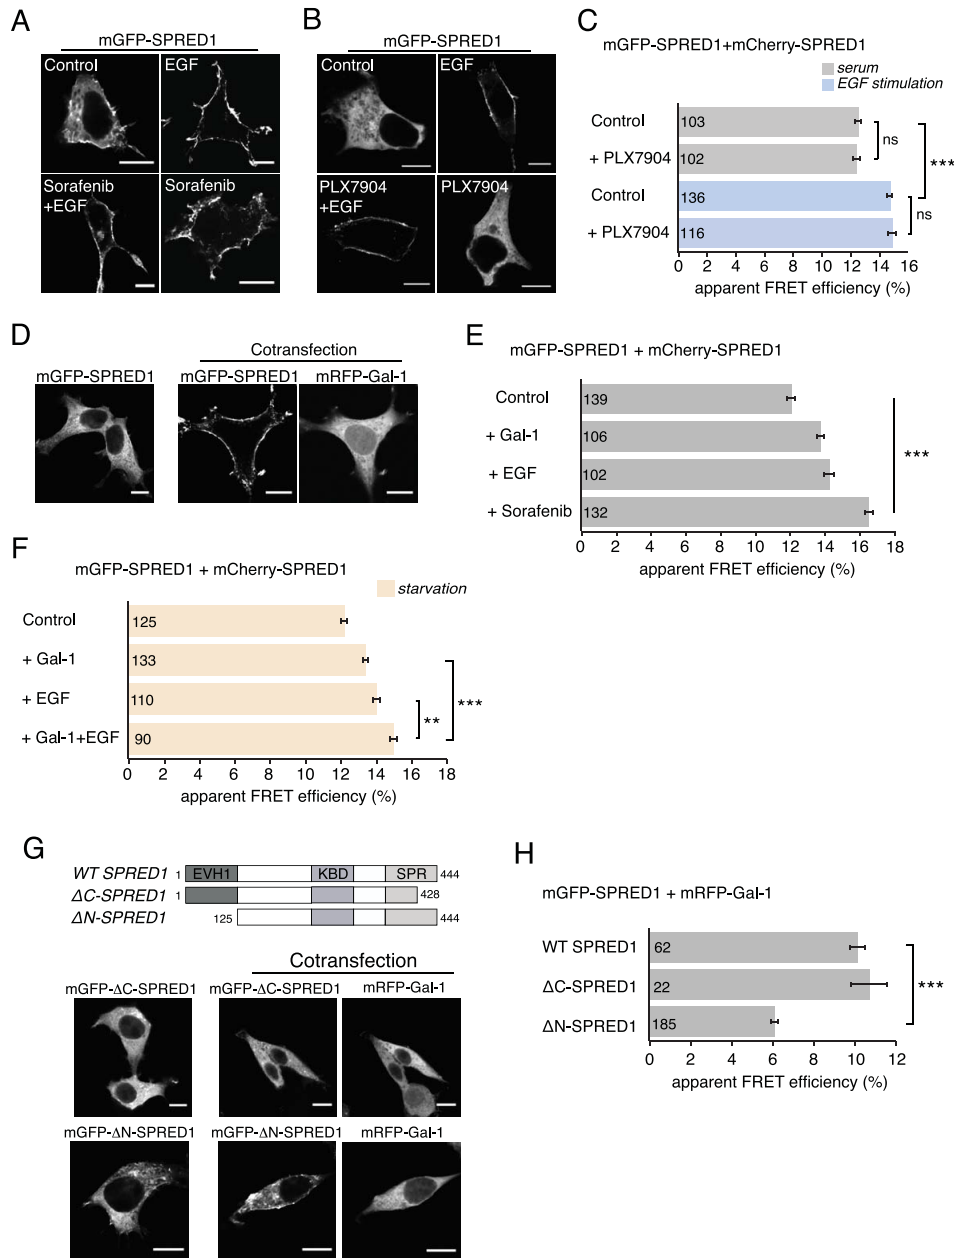 A
mGFP-SPRED1
Control
EGF
Sorafenib
+EGF
Sorafenib
B
mGFP-SPRED1
Control
EGF
PLX7904
+EGF
PLX7904
C
mGFP-SPRED1+mCherry-SPRED1
serum
EGF stimulation
Control
103
+ PLX7904
102
Control
136
+ PLX7904
116
ns
ns
***
0 2 4 6 8 10 12 14 16
apparent FRET efficiency (%)
D
Cotransfection
mGFP-SPRED1
mGFP-SPRED1
mRFP-Gal-1
E
mGFP-SPRED1 + mCherry-SPRED1
Control
139
+ Gal-1
106
+ EGF
102
+ Sorafenib
132
***
0 2 4 6 8 10 12 14 16 18
apparent FRET efficiency (%)
F
mGFP-SPRED1 + mCherry-SPRED1
starvation
Control
125
+ Gal-1
133
+ EGF
110
+ Gal-1+EGF
90
**
***
0 2 4 6 8 10 12 14 16 18
apparent FRET efficiency (%)
G
WT SPRED1 1 EVH1 KBD SPR 444
ΔC-SPRED1 1 428
ΔN-SPRED1 125 444
Cotransfection
mGFP-ΔC-SPRED1
mGFP-ΔC-SPRED1
mRFP-Gal-1
mGFP-ΔN-SPRED1
mGFP-ΔN-SPRED1
mRFP-Gal-1
H
mGFP-SPRED1 + mRFP-Gal-1
WT SPRED1
62
ΔC-SPRED1
22
ΔN-SPRED1
185
***
0 2 4 6 8 10 12
apparent FRET efficiency (%)